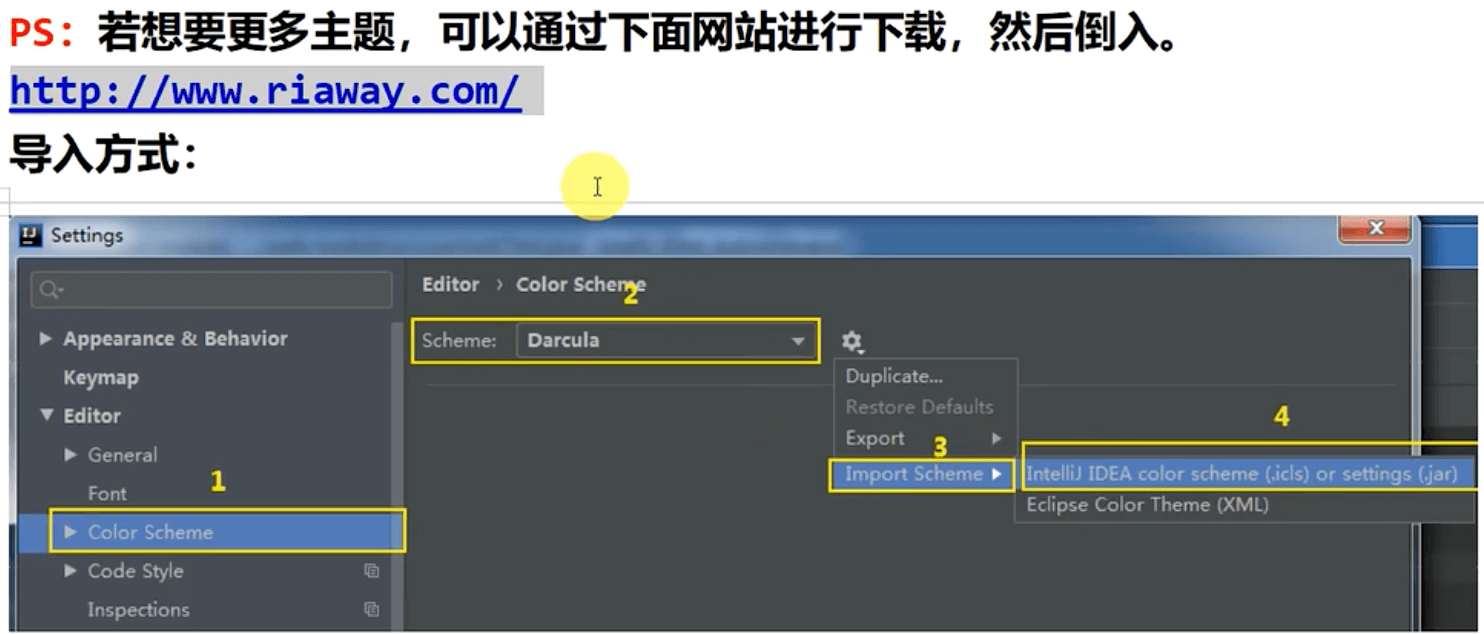 PS: 若想要更多主题，可以通过下面网站进行下载，然后倒入。
http://www.riaway.com/
导入方式：
Settings
Editor › Color Scheme
2
Scheme: Darcula
Appearance & Behavior
Keymap
Editor
General
1
Font
Color Scheme
Code Style
Inspections
Duplicate...
Restore Defaults
Export
3
Import Scheme
4
IntelliJ IDEA color scheme (.icls) or settings (.jar)
Eclipse Color Theme (XML)